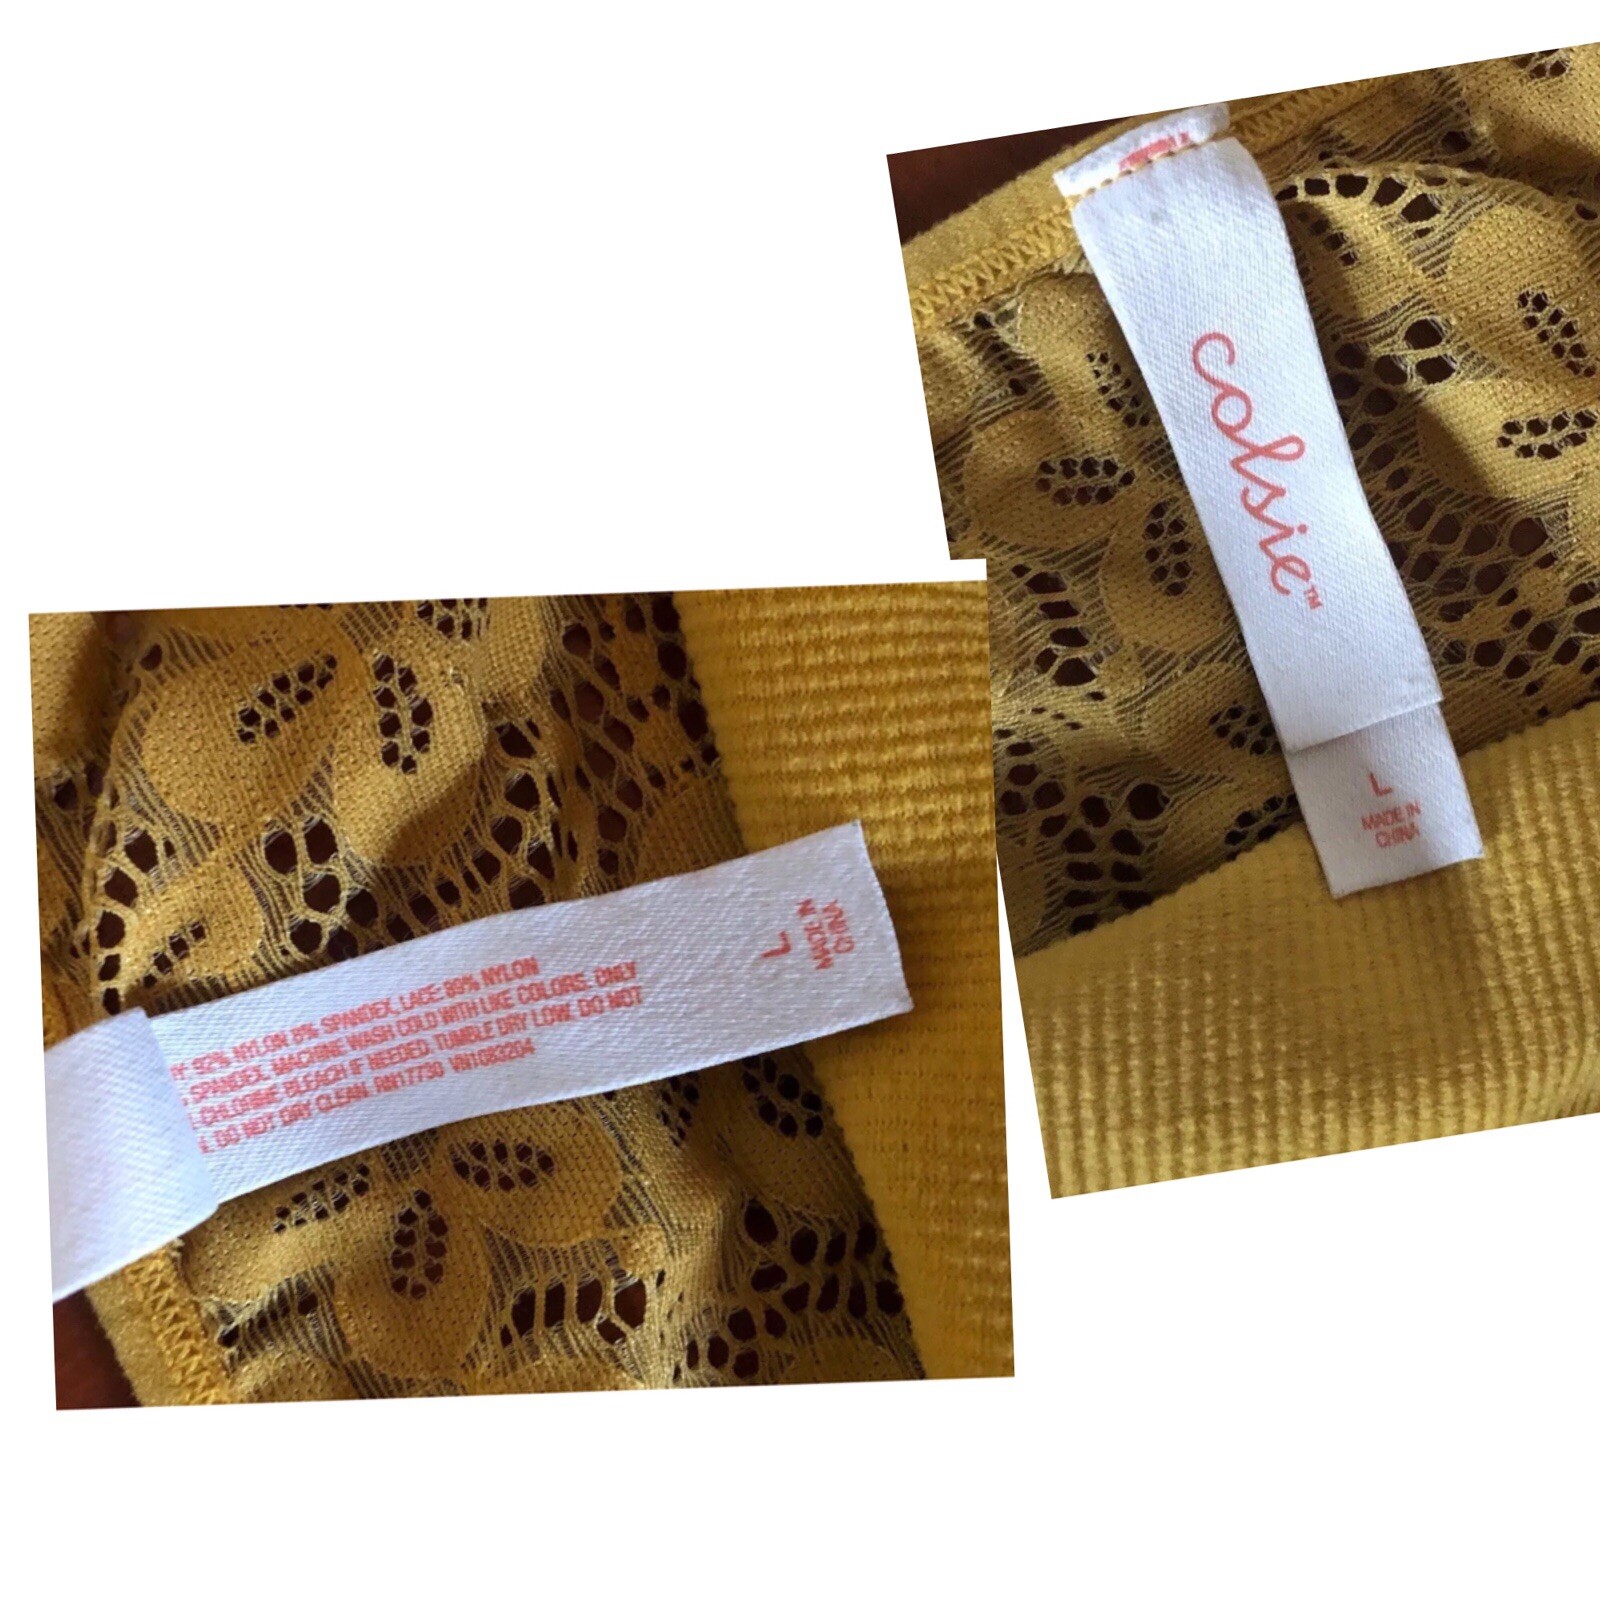 colsie™
L
MADE IN
CHINA
92% NYLON 8% SPANDEX, LACE: 89% NYLON
SPANDEX. MACHINE WASH COLD WITH LIKE COLORS. ONLY
CHLORINE BLEACH IF NEEDED. TUMBLE DRY LOW. DO NOT
DO NOT DRY CLEAN. RN17730 VN1083204
L
MADE IN
CHINA